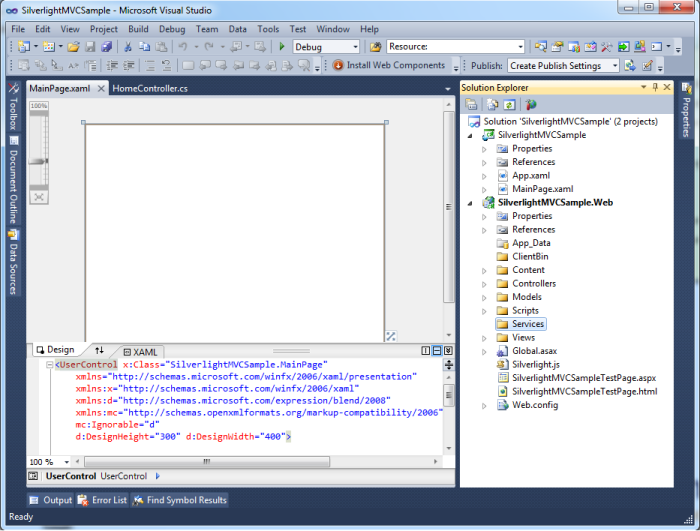 SilverlightMVCSample - Microsoft Visual Studio
File Edit View Project Build Debug Team Data Tools Test Window Help
Debug Resource:
Install Web Components Publish: Create Publish Settings
MainPage.xaml HomeController.cs
Toolbox
Document Outline
Data Sources
100%
Solution Explorer
Properties
Solution 'SilverlightMVCSample' (2 projects)
SilverlightMVCSample
Properties
References
App.xaml
MainPage.xaml
SilverlightMVCSample.Web
Properties
References
App_Data
ClientBin
Content
Controllers
Models
Scripts
Services
Views
Global.asax
Silverlight.js
SilverlightMVCSampleTestPage.aspx
SilverlightMVCSampleTestPage.html
Web.config
Design XAML
<UserControl x:Class="SilverlightMVCSample.MainPage"
xmlns="http://schemas.microsoft.com/winfx/2006/xaml/presentation"
xmlns:x="http://schemas.microsoft.com/winfx/2006/xaml"
xmlns:d="http://schemas.microsoft.com/expression/blend/2008"
xmlns:mc="http://schemas.openxmlformats.org/markup-compatibility/2006"
mc:Ignorable="d"
d:DesignHeight="300" d:DesignWidth="400">
100 %
UserControl UserControl
Output Error List Find Symbol Results
Ready